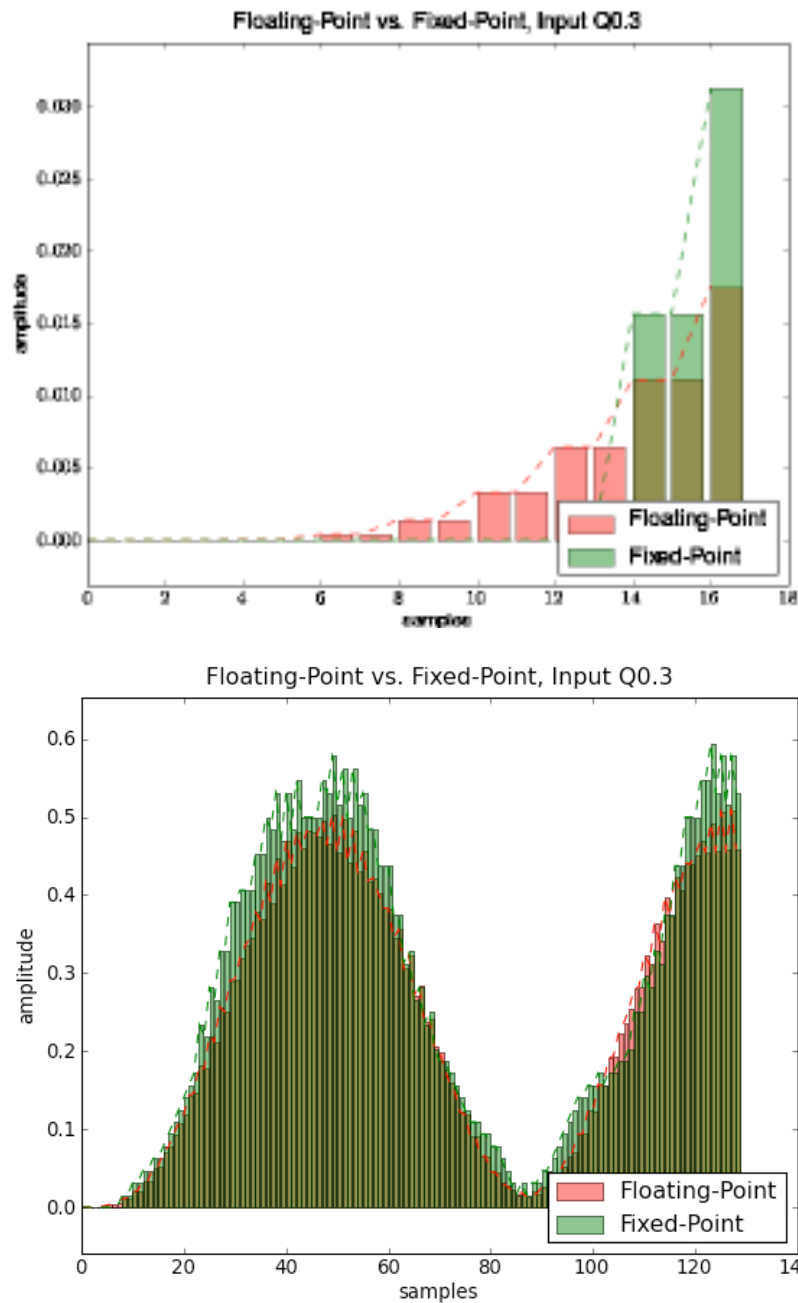 Floating-Point vs. Fixed-Point, Input Q0.3
0.030
0.025
0.020
0.015
0.010
0.005
0.000
amplitude
Floating-Point
Fixed-Point
0 2 4 6 8 10 12 14 16 18
samples
Floating-Point vs. Fixed-Point, Input Q0.3
0.6
0.5
0.4
0.3
0.2
0.1
0.0
amplitude
Floating-Point
Fixed-Point
0 20 40 60 80 100 120 14
samples